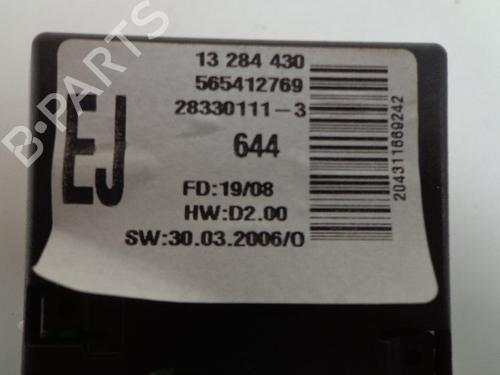 B-PARTS
13 284 430
565412769
28330111-3
EJ
644
FD:19/08
HW:D2.00
SW:30.03.2006/0
204311669242